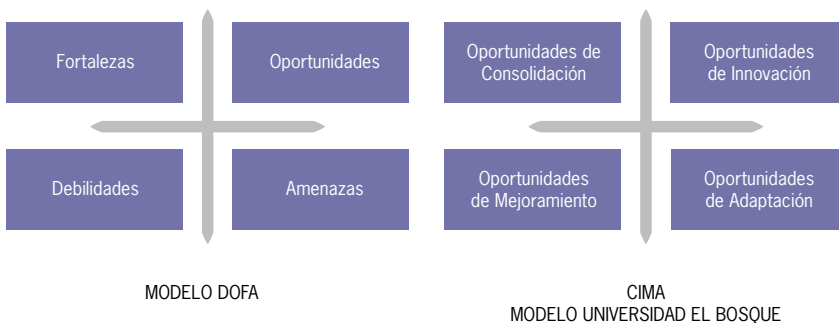 Fortalezas
Oportunidades
Debilidades
Amenazas
MODELO DOFA
Oportunidades de
Consolidación
Oportunidades
de Innovación
Oportunidades
de Mejoramiento
Oportunidades
de Adaptación
CIMA
MODELO UNIVERSIDAD EL BOSQUE